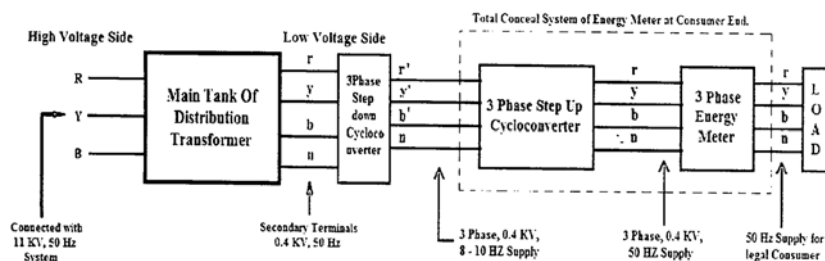 Total Conceal System of Energy Meter at Consumer End.
High Voltage Side
Low Voltage Side
R
Y
B
Main Tank Of
Distribution
Transformer
r
y
b
n
3Phase
Step
down
Cycloco
nverter
r'
y'
b'
n
3 Phase Step Up
Cycloconverter
r
y
b
n
3 Phase
Energy
Meter
r
y
b
n
L
O
A
D
Connected with
11 KV, 50 Hz
System
Secondary Terminals
0.4 KV, 50 Hz
3 Phase, 0.4 KV,
8 - 10 HZ Supply
3 Phase, 0.4 KV,
50 HZ Supply
50 Hz Supply for
legal Consumer